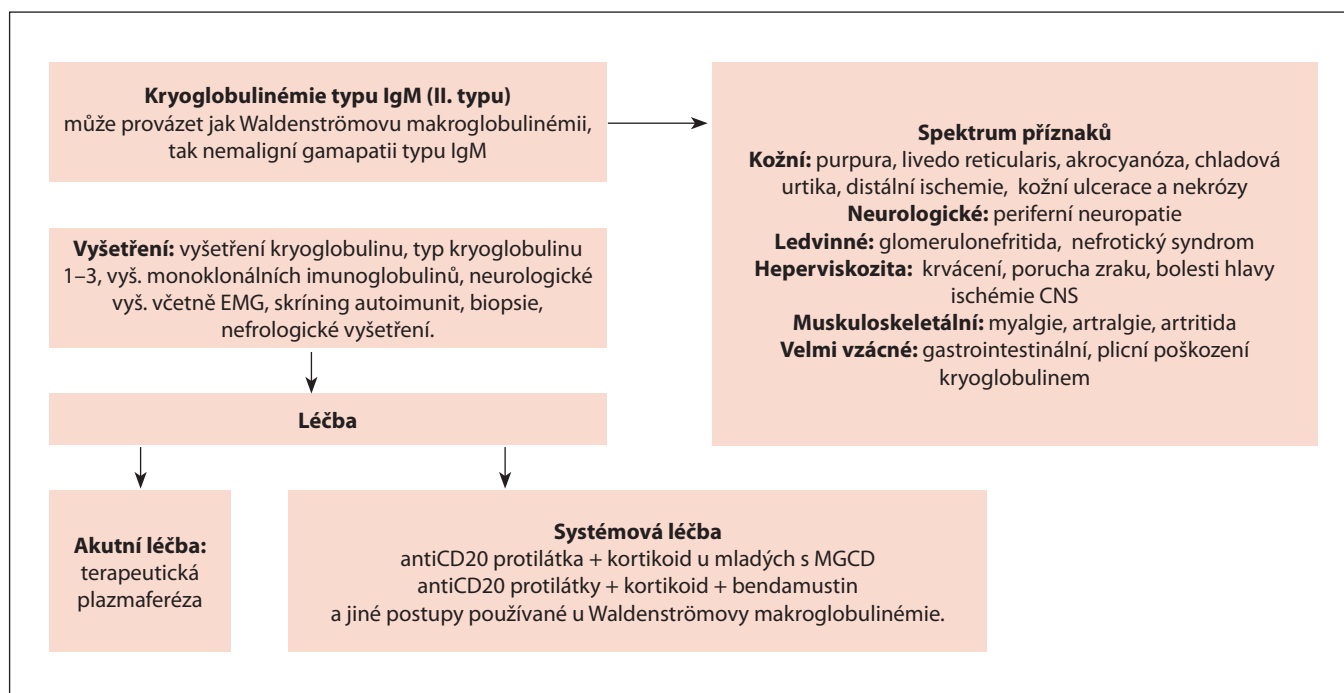 Kryoglobulinémie typu IgM (II. typu)
může provázet jak Waldenströmovu makroglobulinémii,
tak nemaligní gamapatii typu IgM
Spektrum příznaků
Kožní: purpura, livedo reticularis, akrocyanóza, chladová
urtika, distální ischemie, kožní ulcerace a nekrózy
Neurologické: periferní neuropatie
Ledvinné: glomerulonefritida, nefrotický syndrom
Heperviskozita: krvácení, porucha zraku, bolesti hlavy
ischémie CNS
Muskuloskeletální: myalgie, artralgie, artritida
Velmi vzácné: gastrointestinální, plicní poškození
kryoglobulinem
Vyšetření: vyšetření kryoglobulinu, typ kryoglobulinu
1–3, vyš. monoklonálních imunoglobulinů, neurologické
vyš. včetně EMG, skríning autoimunit, biopsie,
nefrologické vyšetření.
Léčba
Akutní léčba:
terapeutická
plazmaferéza
Systémová léčba
antiCD20 protilátka + kortikoid u mladých s MGCD
antiCD20 protilátky + kortikoid + bendamustin
a jiné postupy používané u Waldenströmovy makroglobulinémie.